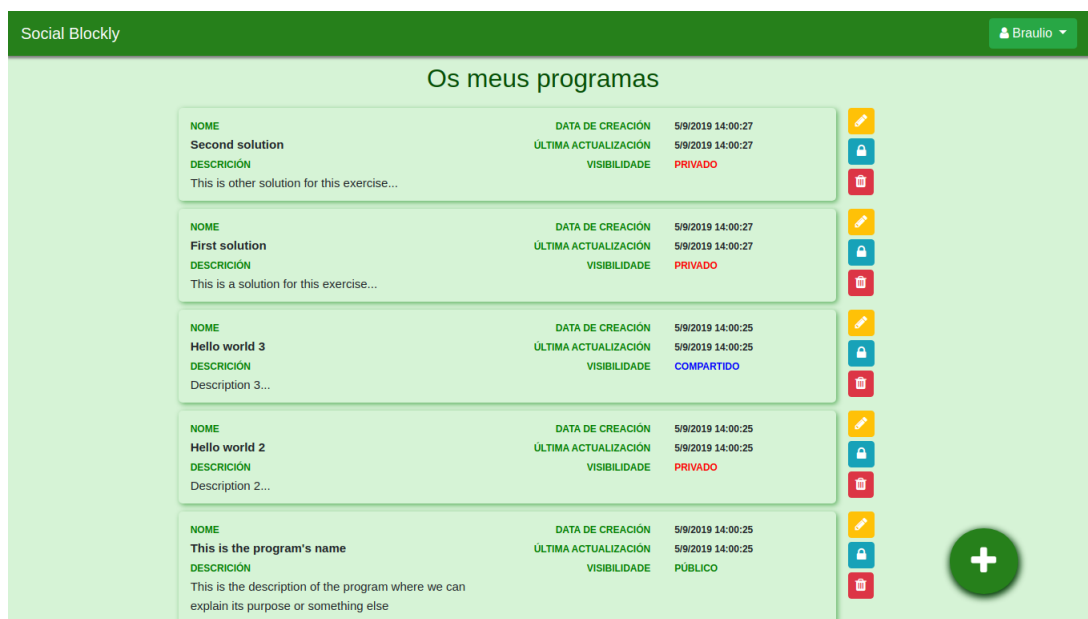 Social Blockly
Braulio
Os meus programas
NOME
DATA DE CREACIÓN 5/9/2019 14:00:27
Second solution
ÚLTIMA ACTUALIZACIÓN 5/9/2019 14:00:27
DESCRICIÓN
VISIBILIDADE PRIVADO
This is other solution for this exercise...
NOME
DATA DE CREACIÓN 5/9/2019 14:00:27
First solution
ÚLTIMA ACTUALIZACIÓN 5/9/2019 14:00:27
DESCRICIÓN
VISIBILIDADE PRIVADO
This is a solution for this exercise...
NOME
DATA DE CREACIÓN 5/9/2019 14:00:25
Hello world 3
ÚLTIMA ACTUALIZACIÓN 5/9/2019 14:00:25
DESCRICIÓN
VISIBILIDADE COMPARTIDO
Description 3...
NOME
DATA DE CREACIÓN 5/9/2019 14:00:25
Hello world 2
ÚLTIMA ACTUALIZACIÓN 5/9/2019 14:00:25
DESCRICIÓN
VISIBILIDADE PRIVADO
Description 2...
NOME
DATA DE CREACIÓN 5/9/2019 14:00:25
This is the program's name
ÚLTIMA ACTUALIZACIÓN 5/9/2019 14:00:25
DESCRICIÓN
VISIBILIDADE PÚBLICO
This is the description of the program where we can
explain its purpose or something else